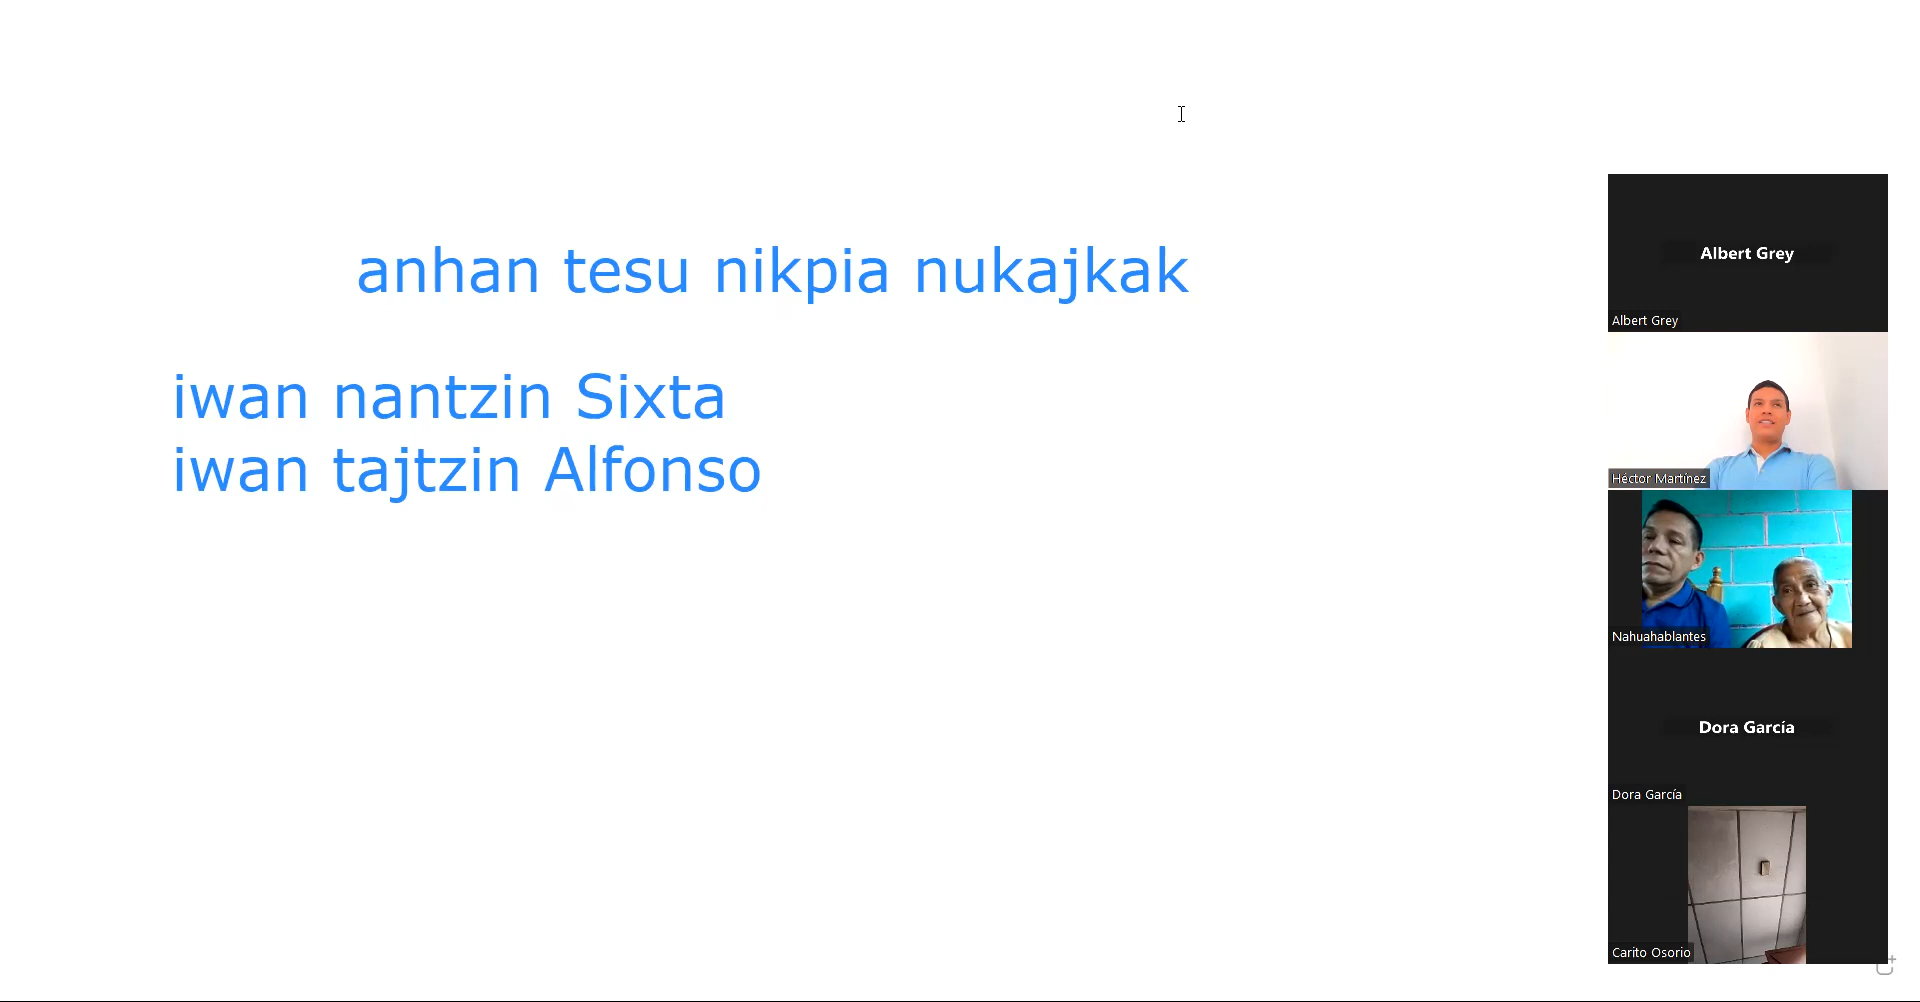 anhan tesu nikpia nukajkak
iwan nantzin Sixta
iwan tajtzin Alfonso
Albert Grey
Albert Grey
Héctor Martínez
Nahuahablantes
Dora García
Dora García
Carito Osorio